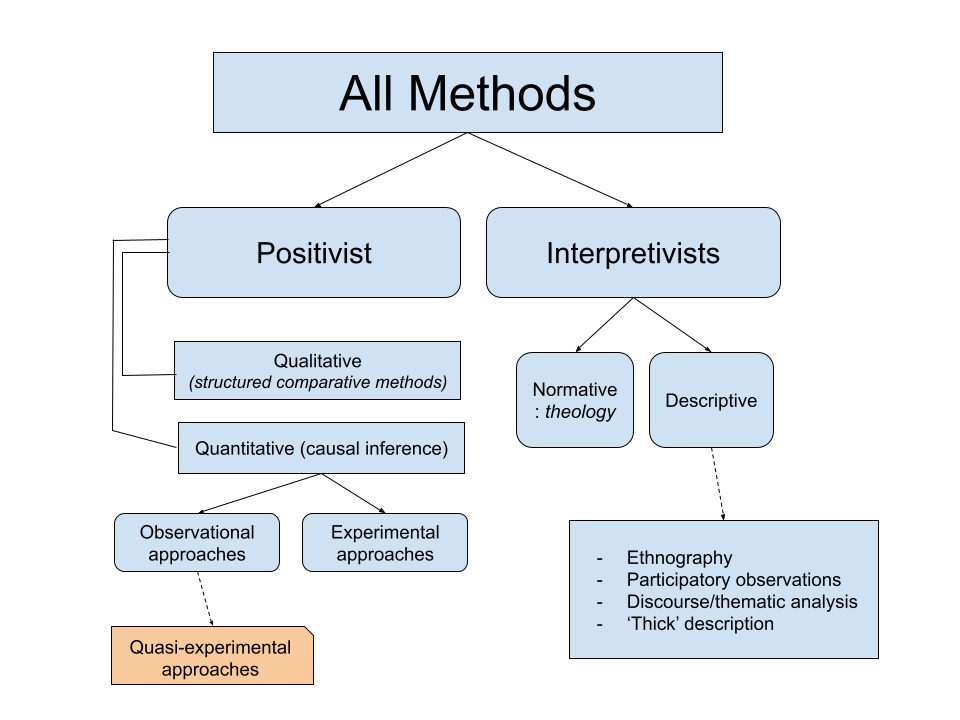 All Methods
Positivist
Interpretivists
Qualitative
(structured comparative methods)
Quantitative (causal inference)
Observational
approaches
Experimental
approaches
Quasi-experimental
approaches
Normative
: theology
Descriptive
- Ethnography
- Participatory observations
- Discourse/thematic analysis
- ‘Thick’ description